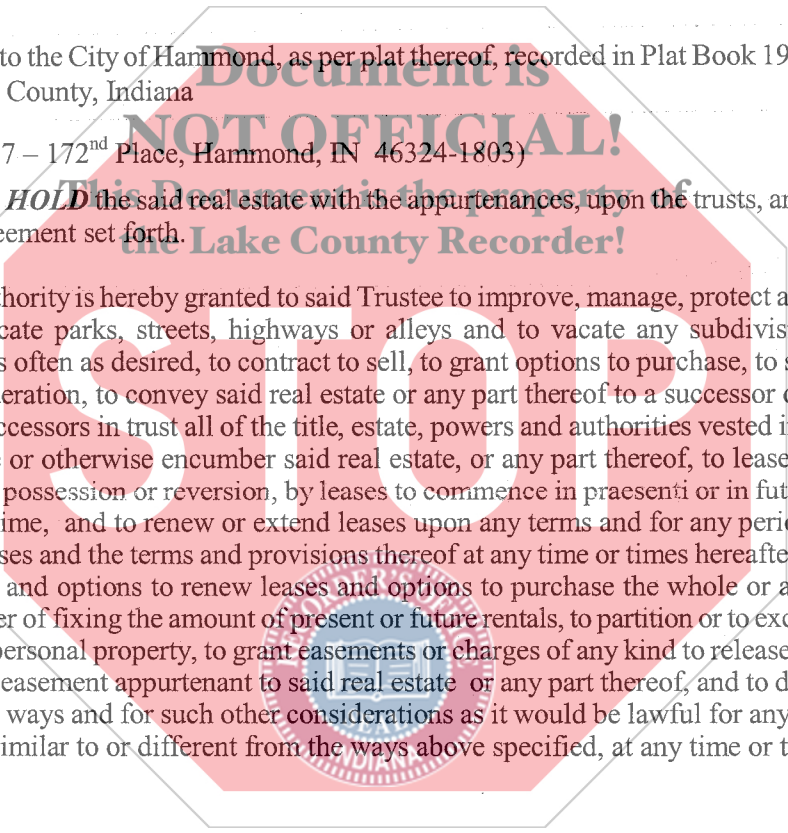 to the City of Hammond, as per plat thereof, recorded in Plat Book 19
County, Indiana
7 – 172nd Place, Hammond, IN 46324-1803)
HOLD the said real estate with the appurtenances, upon the trusts, an
eement set forth.
thority is hereby granted to said Trustee to improve, manage, protect a
cate parks, streets, highways or alleys and to vacate any subdivis
s often as desired, to contract to sell, to grant options to purchase, to s
leration, to convey said real estate or any part thereof to a successor
ccessors in trust all of the title, estate, powers and authorities vested i
or otherwise encumber said real estate, or any part thereof, to lease
possession or reversion, by leases to commence in praesenti or in fut
ime, and to renew or extend leases upon any terms and for any peri
ses and the terms and provisions thereof at any time or times hereafte
and options to renew leases and options to purchase the whole or a
er of fixing the amount of present or future rentals, to partition or to exc
personal property, to grant easements or charges of any kind to release
easement appurtenant to said real estate or any part thereof, and to d
ways and for such other considerations as it would be lawful for any
imilar to or different from the ways above specified, at any time or t
Document is
NOT OFFICIAL!
This Document is the property of
the Lake County Recorder!
STOP
RECORDER'S OFFICE
SEAL
INDIANA